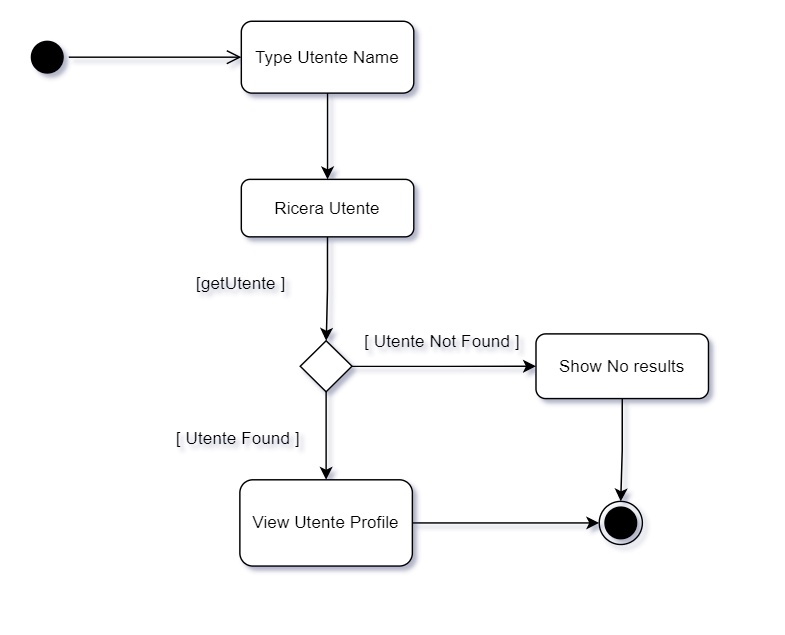 Type Utente Name
Ricera Utente
[getUtente ]
[ Utente Not Found ]
Show No results
[ Utente Found ]
View Utente Profile